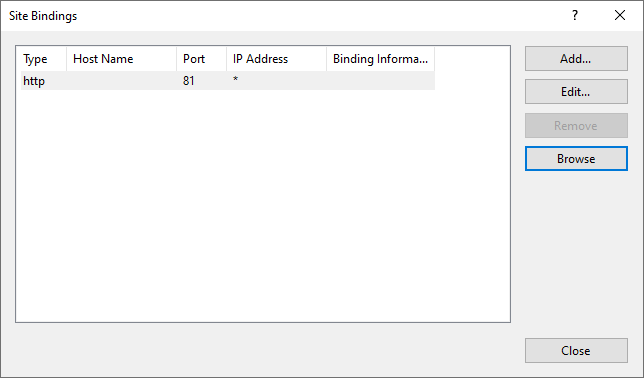 Site Bindings ? ×
Type Host Name Port IP Address Binding Informa...
http 81 *
Add...
Edit...
Remove
Browse
Close